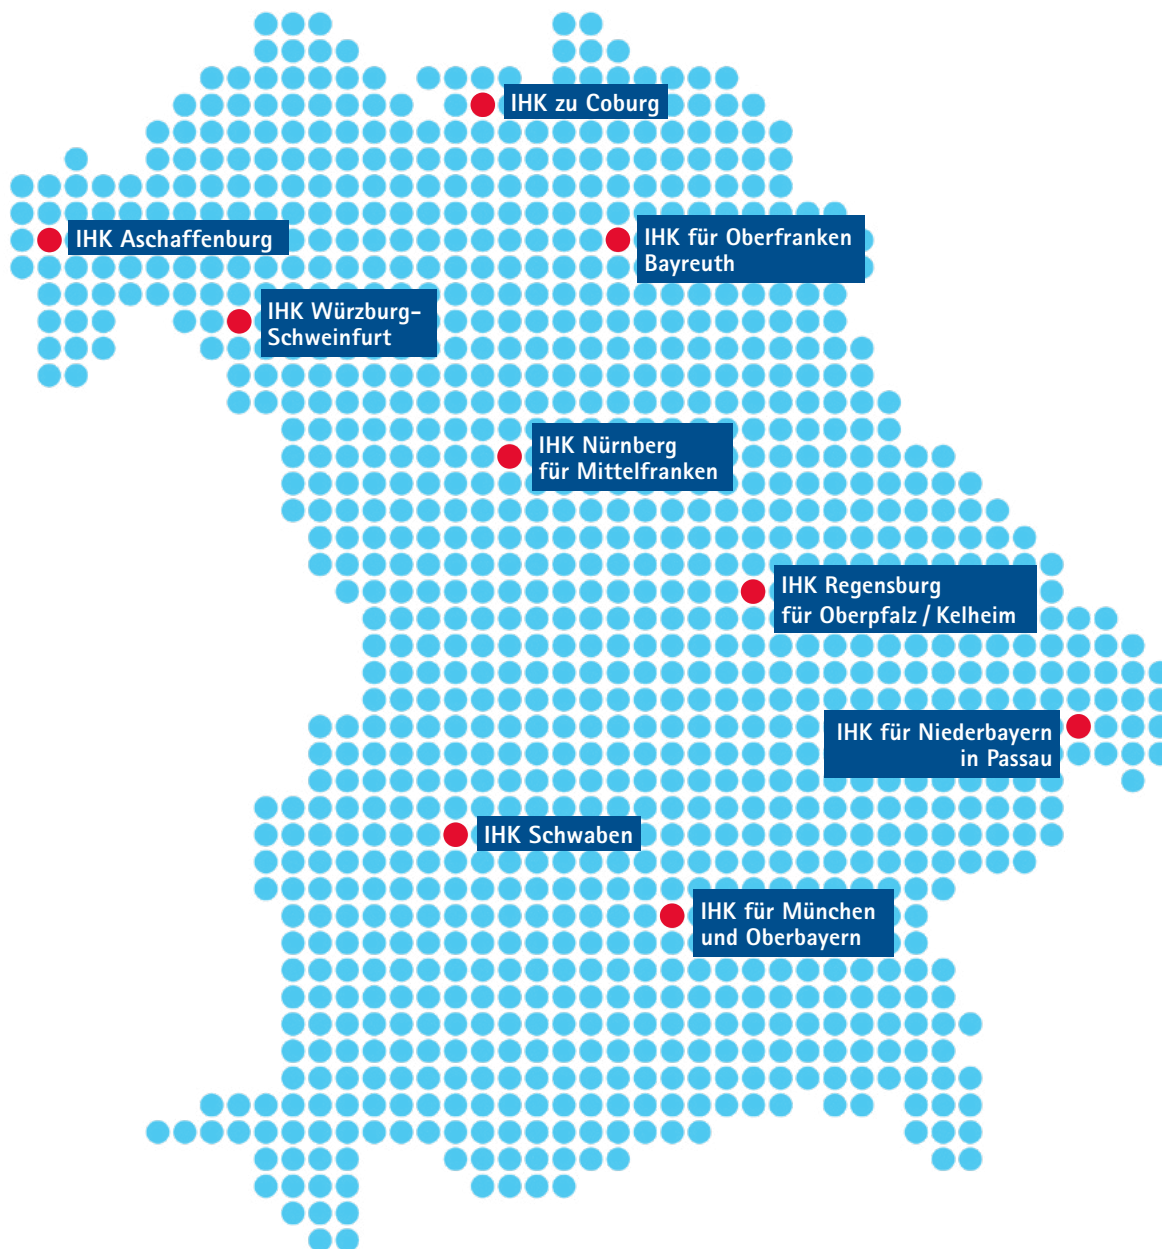 IHK zu Coburg
IHK Aschaffenburg
IHK für Oberfranken
Bayreuth
IHK Würzburg-
Schweinfurt
IHK Nürnberg
für Mittelfranken
IHK Regensburg
für Oberpfalz / Kelheim
IHK für Niederbayern
in Passau
IHK Schwaben
IHK für München
und Oberbayern